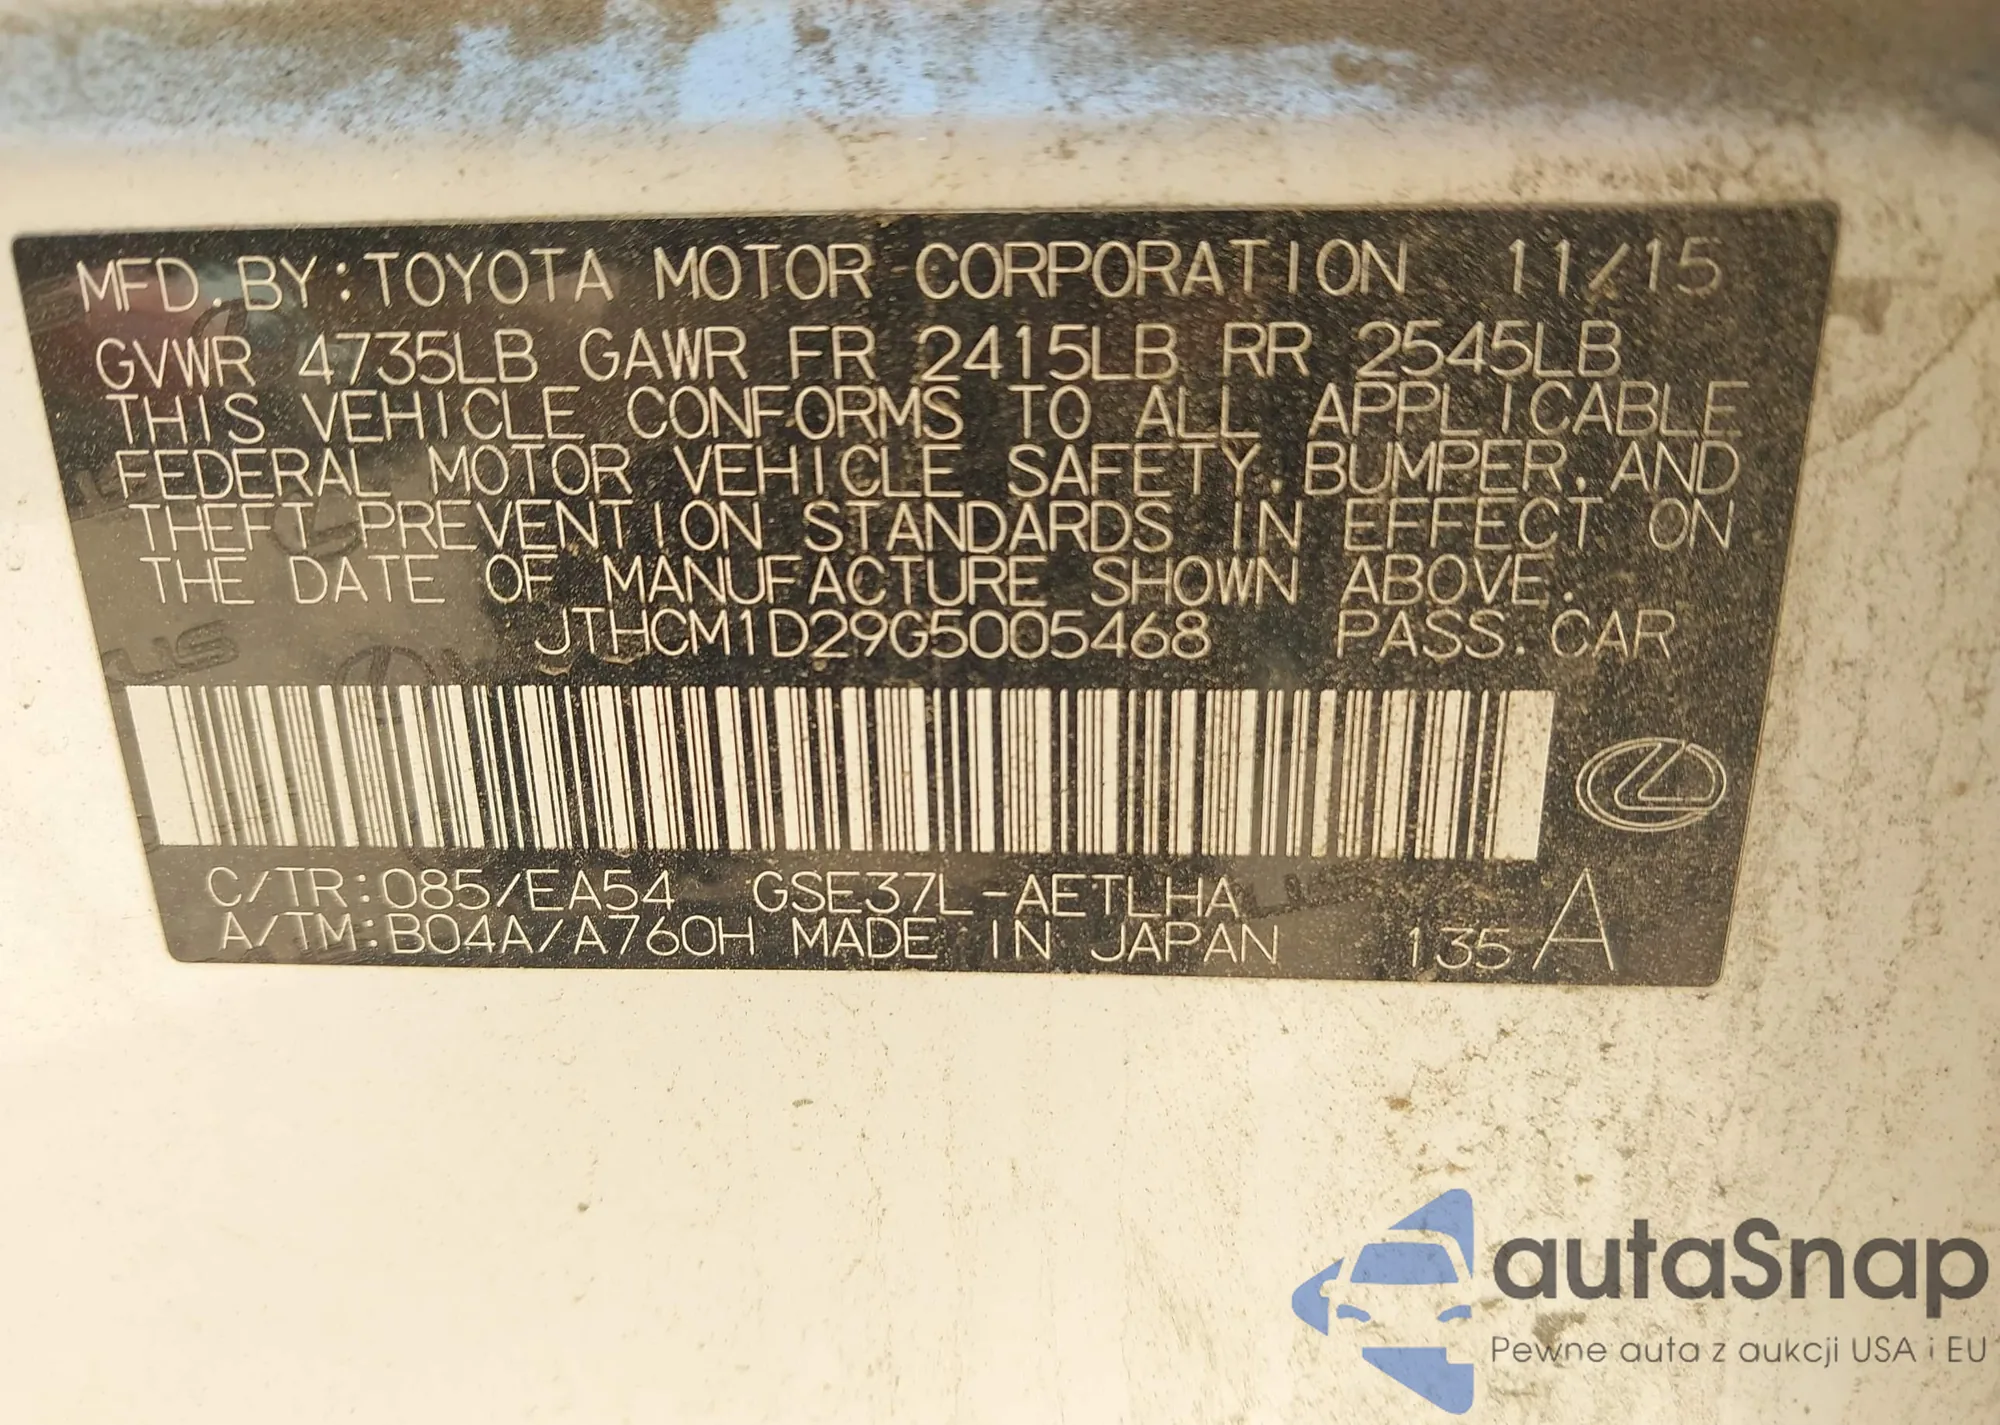 MFD. BY : TOYOTA MOTOR CORPORATION 11/15
GVWR 4735LB GAWR FR 2415LB RR 2545LB
THIS VEHICLE CONFORMS TO ALL APPLICABLE
FEDERAL MOTOR VEHICLE SAFETY, BUMPER, AND
THEFT PREVENTION STANDARDS IN EFFECT ON
THE DATE OF MANUFACTURE SHOWN ABOVE.
JTHCM1D29G5005468 PASS. CAR
C/TR:085/EA54 GSE37L-AETLHA
A/TM:B04A/A760H MADE IN JAPAN 135 A
autaSnap
Pewne auta z aukcji USA i EU